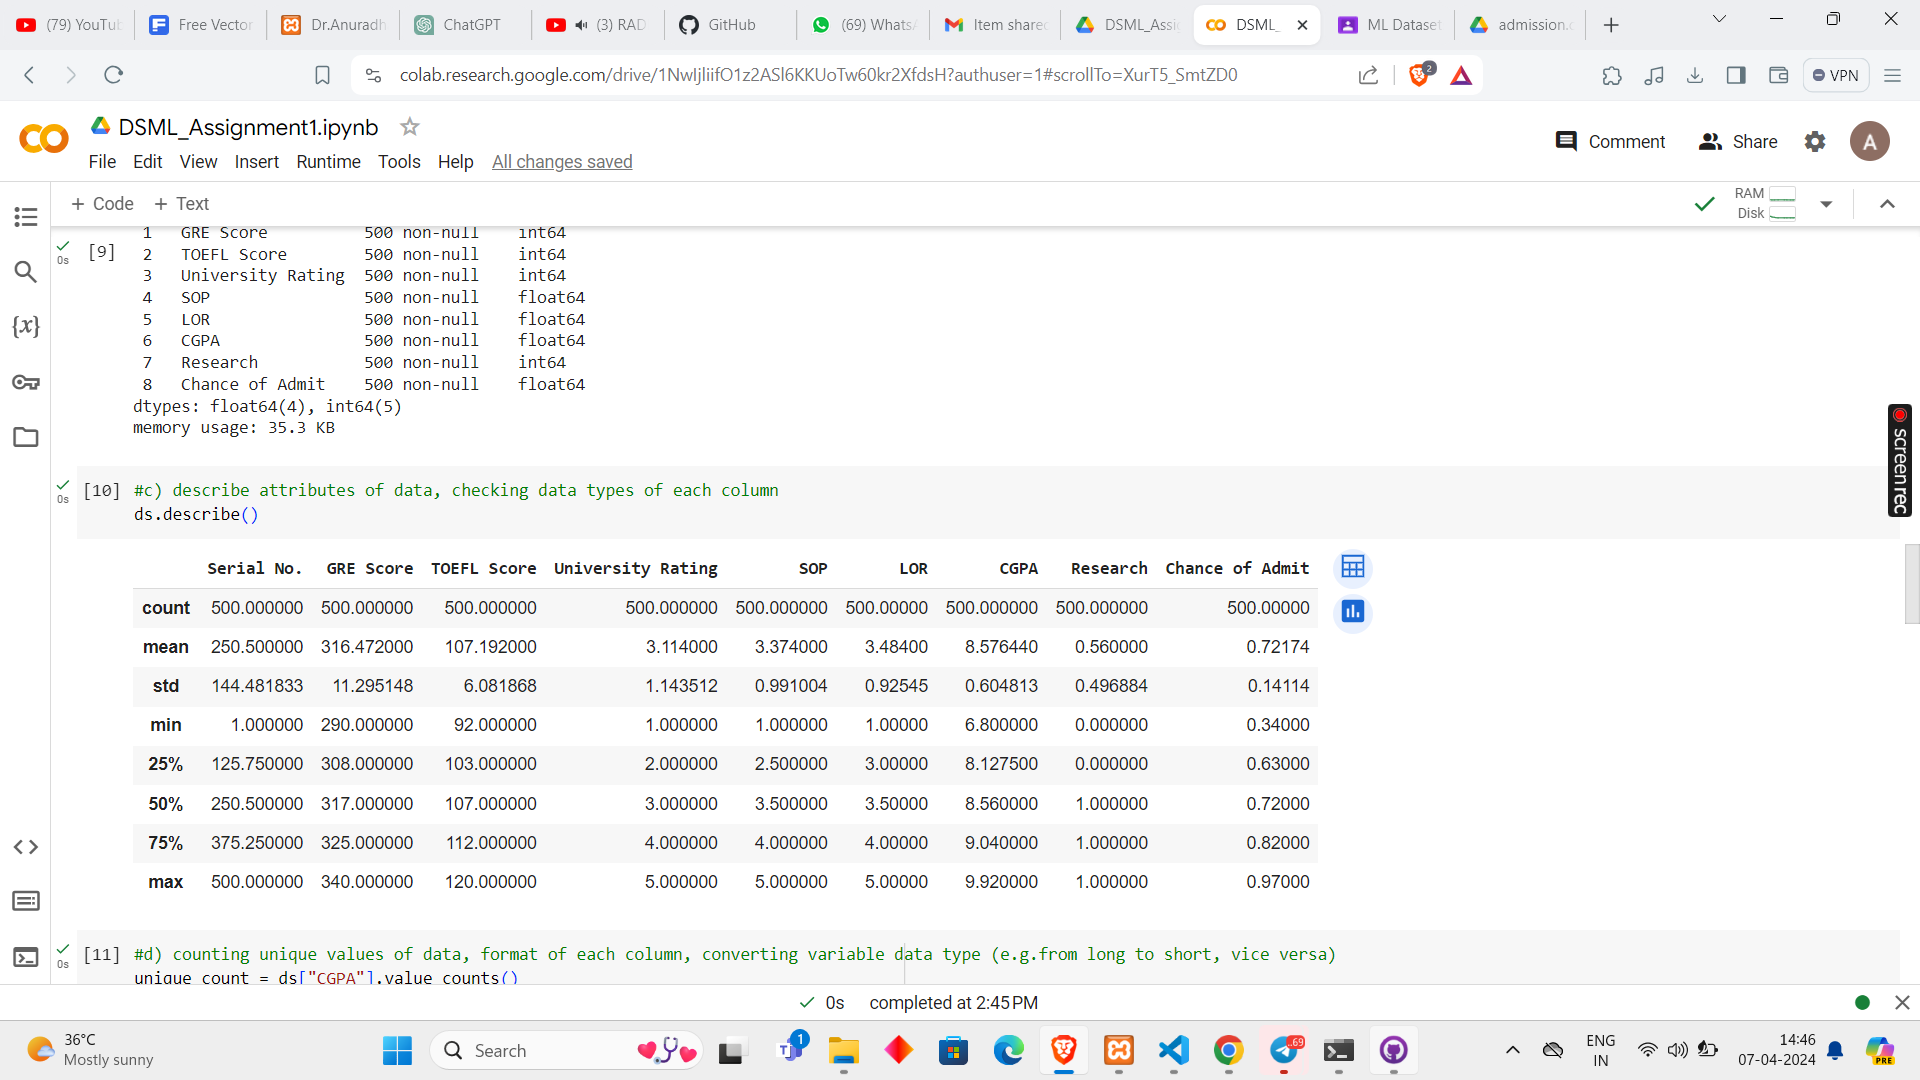 (79) YouTub
Free Vector
Dr.Anuradh
ChatGPT
(3) RAD
GitHub
(69) WhatsA
Item share
DSML_Assig
DSML_
ML Dataset
admission.c
colab.research.google.com/drive/1NwIjliifO1z2ASl6KKUoTw60kr2XfdsH?authuser=1#scrollTo=XurT5_SmtZD0
2
VPN
DSML_Assignment1.ipynb
File Edit View Insert Runtime Tools Help All changes saved
Comment
Share
A
+ Code + Text
RAM
Disk
[9]
0s
1 GRE Score 500 non-null int64
2 TOEFL Score 500 non-null int64
3 University Rating 500 non-null int64
4 SOP 500 non-null float64
5 LOR 500 non-null float64
6 CGPA 500 non-null float64
7 Research 500 non-null int64
8 Chance of Admit 500 non-null float64
dtypes: float64(4), int64(5)
memory usage: 35.3 KB
screenrec
0s
[10] #c) describe attributes of data, checking data types of each column
ds.describe()
Serial No. GRE Score TOEFL Score University Rating SOP LOR CGPA Research Chance of Admit
count 500.000000 500.000000 500.000000 500.000000 500.000000 500.00000 500.000000 500.000000 500.00000
mean 250.500000 316.472000 107.192000 3.114000 3.374000 3.48400 8.576440 0.560000 0.72174
std 144.481833 11.295148 6.081868 1.143512 0.991004 0.92545 0.604813 0.496884 0.14114
min 1.000000 290.000000 92.000000 1.000000 1.000000 1.00000 6.800000 0.000000 0.34000
25% 125.750000 308.000000 103.000000 2.000000 2.500000 3.00000 8.127500 0.000000 0.63000
50% 250.500000 317.000000 107.000000 3.000000 3.500000 3.50000 8.560000 1.000000 0.72000
75% 375.250000 325.000000 112.000000 4.000000 4.000000 4.00000 9.040000 1.000000 0.82000
max 500.000000 340.000000 120.000000 5.000000 5.000000 5.00000 9.920000 1.000000 0.97000
0s
[11] #d) counting unique values of data, format of each column, converting variable data type (e.g.from long to short, vice versa)
unique_count = ds["CGPA"].value_counts()
0s completed at 2:45 PM
36°C
Mostly sunny
Search
1
..69
ENG
IN
14:46
07-04-2024
PRE